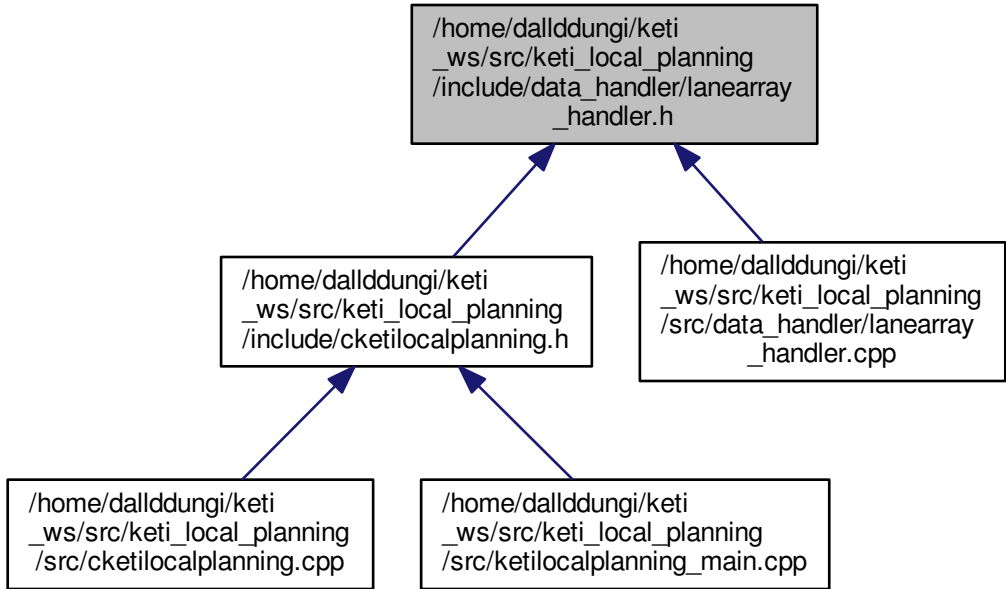 /home/dallddungi/keti
_ws/src/keti_local_planning
/include/data_handler/lanearray
_handler.h
/home/dallddungi/keti
_ws/src/keti_local_planning
/include/cketilocalplanning.h
/home/dallddungi/keti
_ws/src/keti_local_planning
/src/data_handler/lanearray
_handler.cpp
/home/dallddungi/keti
_ws/src/keti_local_planning
/src/cketilocalplanning.cpp
/home/dallddungi/keti
_ws/src/keti_local_planning
/src/ketilocalplanning_main.cpp